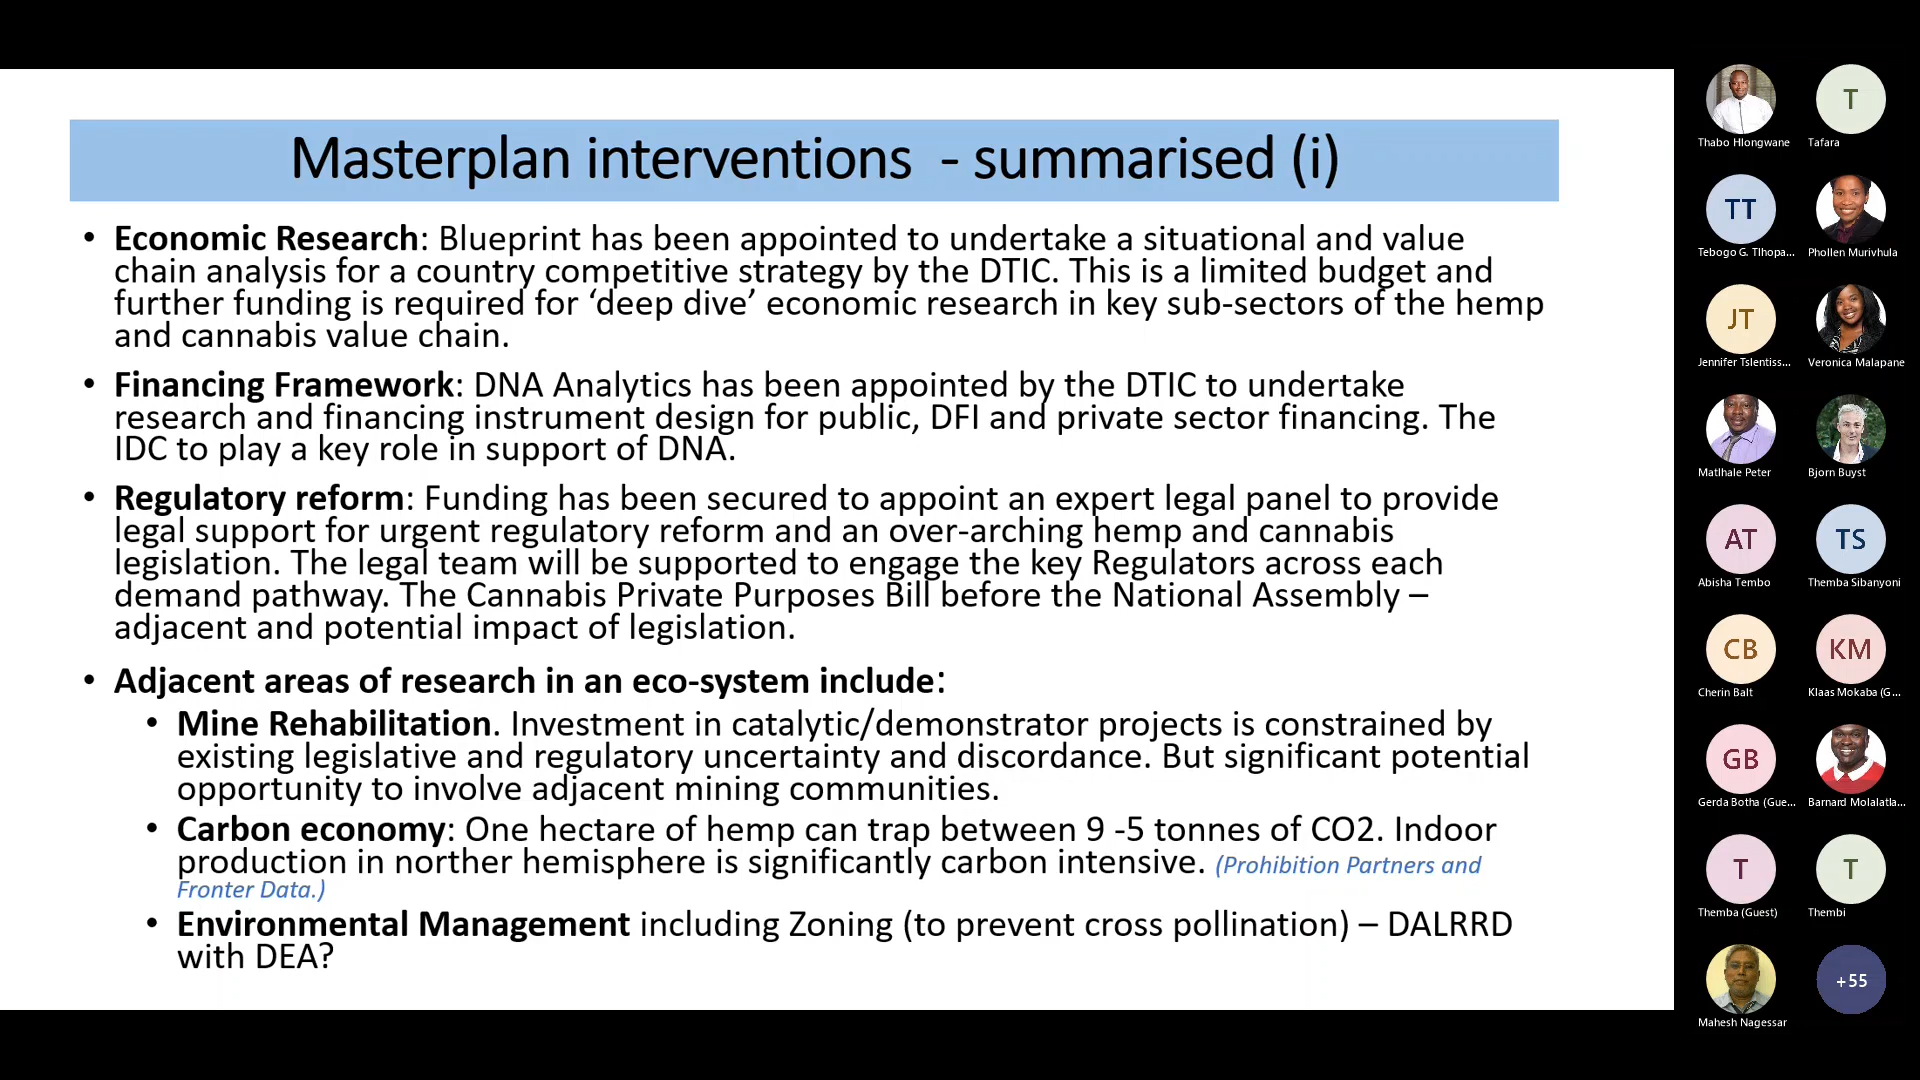 Masterplan interventions - summarised (i)
• Economic Research: Blueprint has been appointed to undertake a situational and value
chain analysis for a country competitive strategy by the DTIC. This is a limited budget and
further funding is required for ‘deep dive’ economic research in key sub-sectors of the hemp
and cannabis value chain.
• Financing Framework: DNA Analytics has been appointed by the DTIC to undertake
research and financing instrument design for public, DFI and private sector financing. The
IDC to play a key role in support of DNA.
• Regulatory reform: Funding has been secured to appoint an expert legal panel to provide
legal support for urgent regulatory reform and an over-arching hemp and cannabis
legislation. The legal team will be supported to engage the key Regulators across each
demand pathway. The Cannabis Private Purposes Bill before the National Assembly –
adjacent and potential impact of legislation.
• Adjacent areas of research in an eco-system include:
• Mine Rehabilitation. Investment in catalytic/demonstrator projects is constrained by
existing legislative and regulatory uncertainty and discordance. But significant potential
opportunity to involve adjacent mining communities.
• Carbon economy: One hectare of hemp can trap between 9 -5 tonnes of CO2. Indoor
production in norther hemisphere is significantly carbon intensive. (Prohibition Partners and
Fronter Data.)
• Environmental Management including Zoning (to prevent cross pollination) – DALRRD
with DEA?
T
Thabo Hlongwane
Tafara
TT
Tebogo G. Tlhopa...
Phollen Murivhula
JT
Jennifer Tslentiss...
Veronica Malapane
Matlhale Peter
Bjorn Buyst
AT
TS
Abisha Tembo
Themba Sibanyoni
CB
KM
Cherin Balt
Klaas Mokaba (G...
GB
Gerda Botha (Gue...
Barnard Molalatla...
T
T
Themba (Guest)
Thembi
+55
Mahesh Nagessar